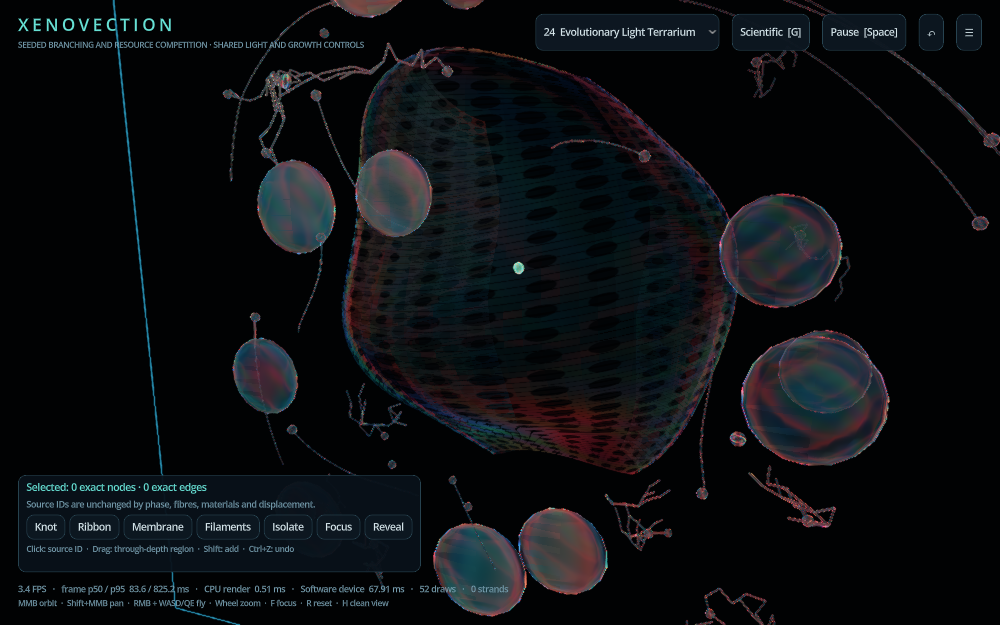 XENOVECTION
SEEDED BRANCHING AND RESOURCE COMPETITION · SHARED LIGHT AND GROWTH CONTROLS
24 Evolutionary Light Terrarium
Scientific [G]
Pause [Space]
Selected: 0 exact nodes · 0 exact edges
Source IDs are unchanged by phase, fibres, materials and displacement.
Knot Ribbon Membrane Filaments Isolate Focus Reveal
Click: source ID · Drag: through-depth region · Shift: add · Ctrl+Z: undo
3.4 FPS · frame p50 / p95 83.6 / 825.2 ms · CPU render 0.51 ms · Software device 67.91 ms · 52 draws · 0 strands
MMB orbit · Shift+MMB pan · RMB + WASD/QE fly · Wheel zoom · F focus · R reset · H clean view